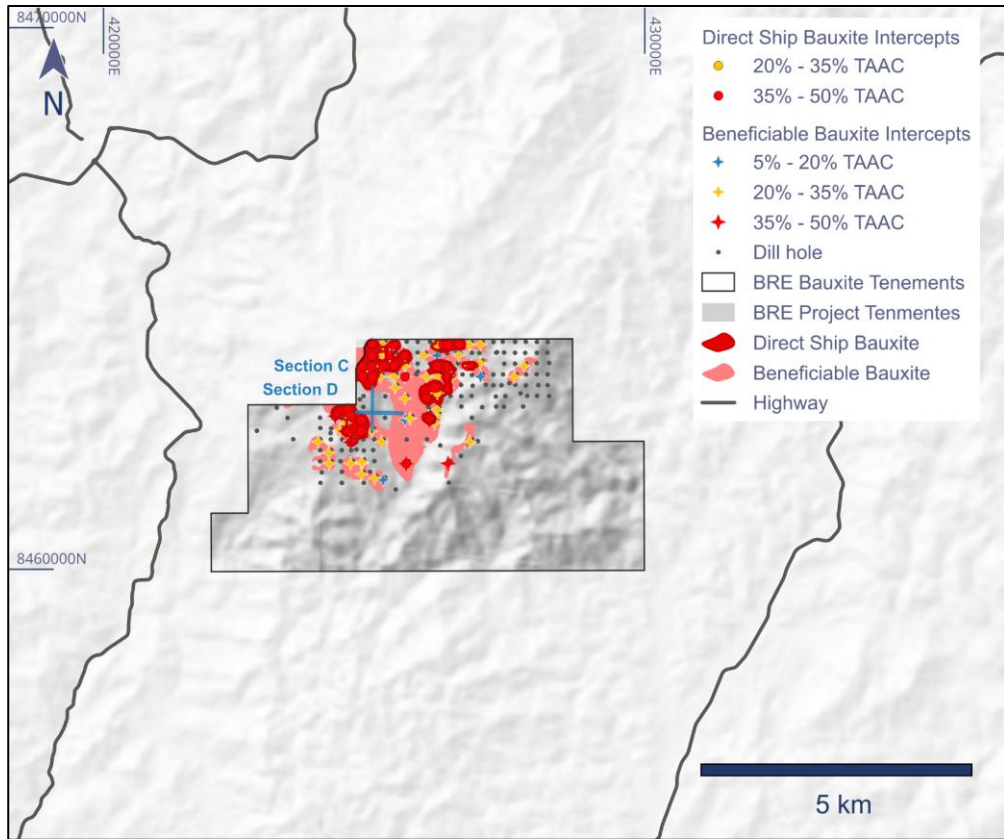 8470000N
420000E
430000E
N
Direct Ship Bauxite Intercepts
20% - 35% TAAC
35% - 50% TAAC
Beneficiable Bauxite Intercepts
5% - 20% TAAC
20% - 35% TAAC
35% - 50% TAAC
Dill hole
BRE Bauxite Tenements
BRE Project Tenmentes
Direct Ship Bauxite
Beneficiable Bauxite
Highway
Section C
Section D
8460000N
5 km